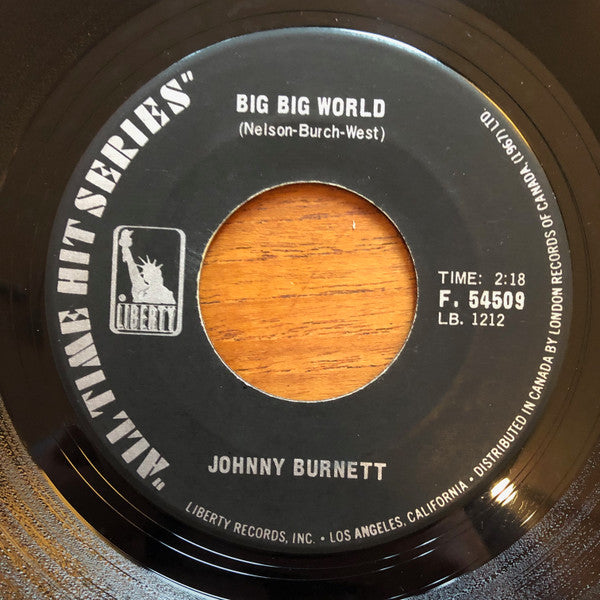 BIG BIG WORLD
(Nelson-Burch-West)
"ALL TIME HIT SERIES"
LIBERTY
TIME: 2:18
F. 54509
LB. 1212
JOHNNY BURNETT
LIBERTY RECORDS, INC. • LOS ANGELES, CALIFORNIA • DISTRIBUTED IN CANADA BY LONDON RECORDS OF CANADA, (1967) LTD.